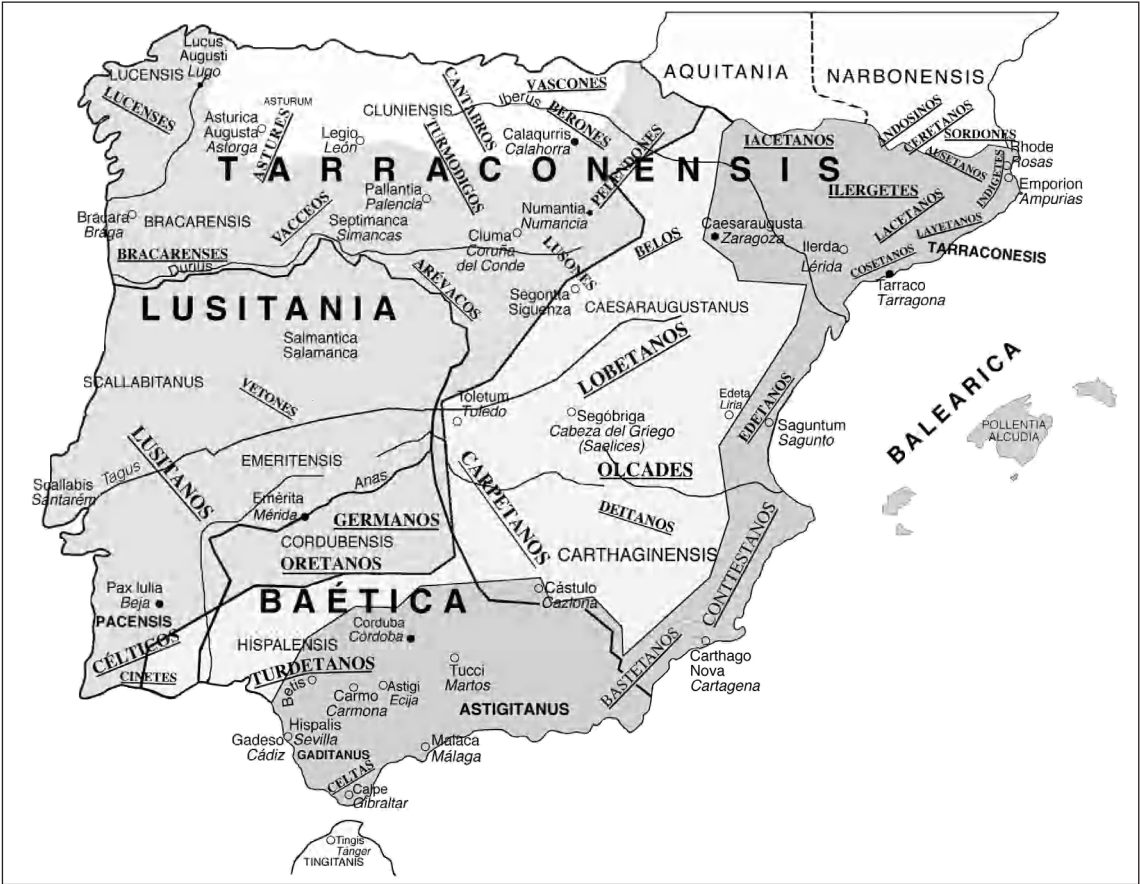 Lucus
Augusti
Lugo
LUCENSIS
LUCENSES
ASTURUM
Asturica
Augusta
Astorga
ASTURES
Legio
León
CLUNIENSIS
CANTABROS
TURMODIGOS
Iberus
VASCONES
BERONES
Calaqurris
Calahorra
PELENDONES
AQUITANIA
NARBONENSIS
IACETANOS
ANDOSINOS
CERETANOS
SORDONES
AUSETANOS
INDIGETES
Rhode
Rosas
Emporion
Ampurias
TARRACONENSIS
ILERGETES
LACETANOS
LAYETANOS
COSETANOS
TARRACONESIS
Bracara
Braga
BRACARENSIS
BRACARENSES
Durius
VACCEOS
Pallantia
Palencia
Septimanca
Simancas
Numantia
Numancia
Cluma
Coruña
del Conde
LUSONES
ARÉVACOS
Segontia
Sigüenza
BELOS
Caesaraugusta
Zaragoza
Ilerda
Lérida
Tarraco
Tarragona
CAESARAUGUSTANUS
LUSITANIA
Salmantica
Salamanca
SCALLABITANUS
VETONES
LOBETANOS
Toletum
Tuledo
Segóbriga
Cabeza del Griego
(Saelices)
Edeta
Liria
EDETANOS
Saguntum
Sagunto
BALEARICA
POLLENTIA
ALCUDIA
Scallabis
Santarém
Tagus
LUSITANOS
EMERITENSIS
Anas
Emérita
Mérida
GERMANOS
CORDUBENSIS
ORETANOS
CARPETANOS
OLCADES
DEITANOS
CARTHAGINENSIS
CONTTESTANOS
Pax Iulia
Beja
PACENSIS
CÉLTICOS
CINETES
BAÉTICA
Cástulo
Cazlona
HISPALENSIS
Corduba
Córdoba
TURDETANOS
Betis
Carmo
Carmona
Astigi
Ecija
Tucci
Martos
ASTIGITANUS
BASTETANOS
Carthago
Nova
Cartagena
Hispalis
Sevilla
Gadeso
Cádiz
GADITANUS
Malaca
Málaga
CELTAS
Calpe
Gibraltar
Tingis
Tánger
TINGITANIS